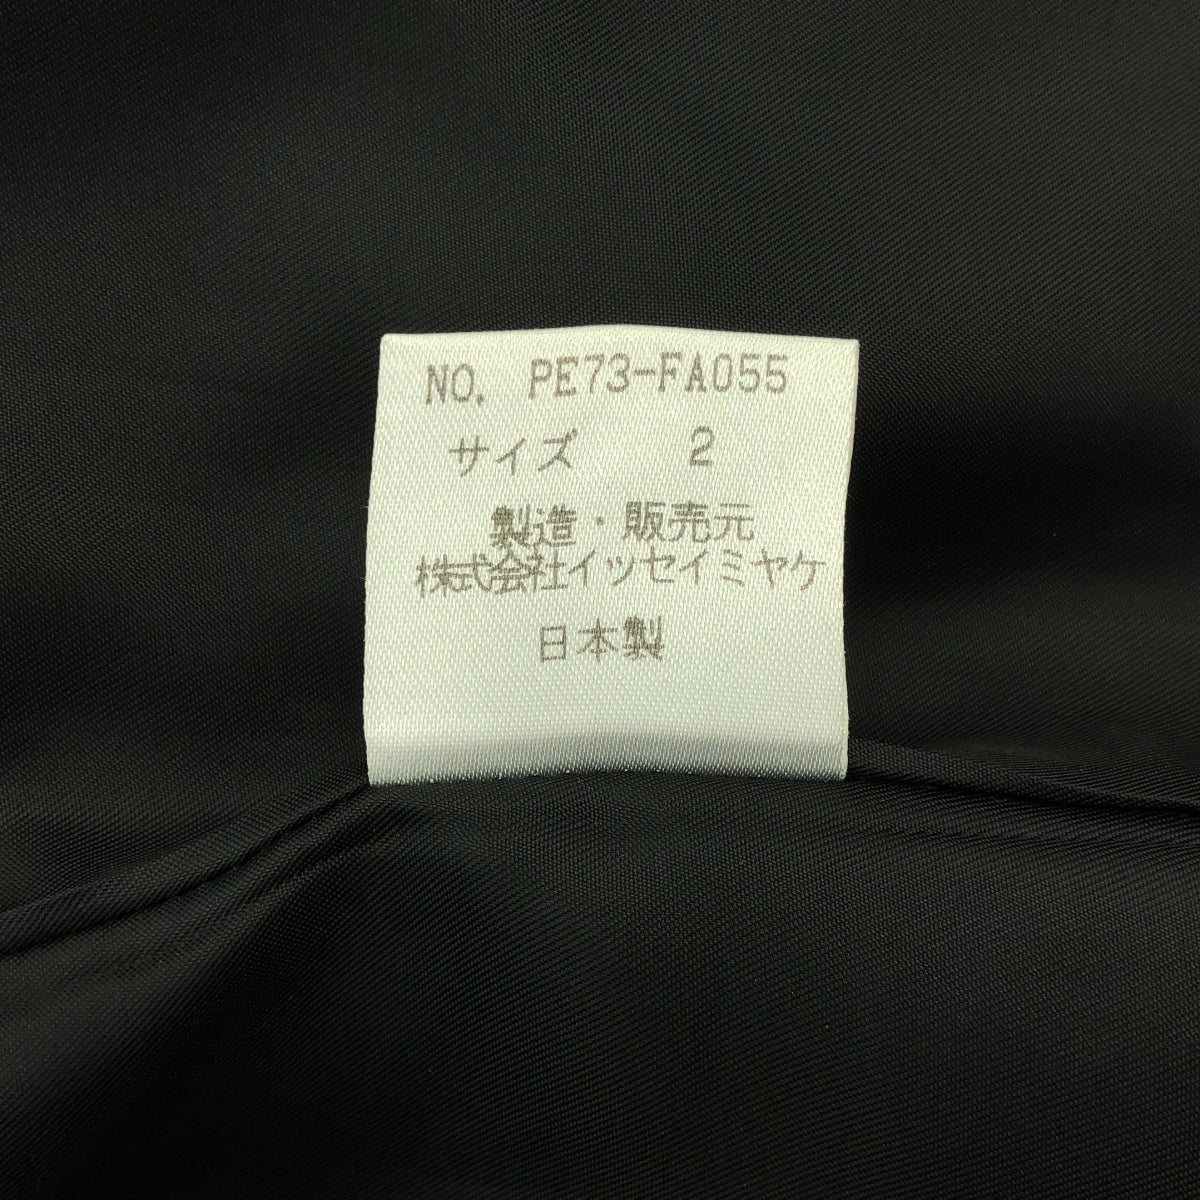 NO. PE73-FA055
サイズ 2
製造・販売元
株式会社イッセイミヤケ
日本製